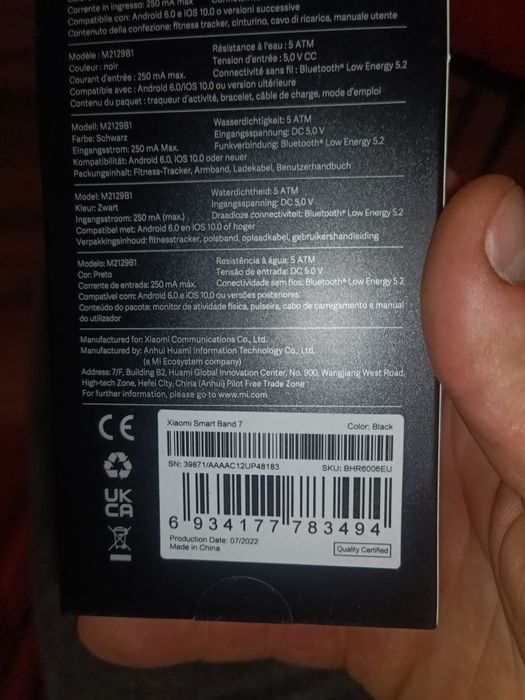 Corrente in ingresso: 250 mA max
Compatibile con: Android 6.0 e iOS 10.0 o versioni successive
Contenuto della confezione: fitness tracker, cinturino, cavo di ricarica, manuale utente
Modèle: M2129B1
Résistance à l'eau : 5 ATM
Couleur : noir
Tension d'entrée : 5,0 V CC
Courant d'entrée : 250 mA max.
Connectivité sans fil : Bluetooth® Low Energy 5.2
Compatible avec : Android 6.0/iOS 10.0 ou version ultérieure
Contenu du paquet : traqueur d'activité, bracelet, câble de charge, mode d'emploi
Modell: M2129B1
Wasserdichtigkeit: 5 ATM
Farbe: Schwarz
Eingangsspannung: DC 5,0 V
Eingangsstrom: 250 mA Max.
Funkverbindung: Bluetooth® Low Energy 5.2
Kompatibilität: Android 6.0, iOS 10.0 oder neuer
Packungsinhalt: Fitness-Tracker, Armband, Ladekabel, Benutzerhandbuch
Model: M2129B1
Waterdichtheid: 5 ATM
Kleur: Zwart
Ingangsspanning: DC 5,0 V
Ingangsstroom: 250 mA (max.)
Draadloze connectiviteit: Bluetooth® Low Energy 5.2
Compatibel met: Android 6.0 en iOS 10.0 of hoger
Verpakkingsinhoud: fitnesstracker, polsband, oplaadkabel, gebruikershandleiding
Modelo: M2129B1
Resistência à água: 5 ATM
Cor: Preto
Tensão de entrada: DC 5.0 V
Corrente de entrada: 250 mA máx.
Conectividade sem fios: Bluetooth® Low Energy 5.2
Compatível com: Android 6.0 e iOS 10.0 ou versões posteriores
Conteúdo do pacote: monitor de atividade física, pulseira, cabo de carregamento e manual
do utilizador
Manufactured for: Xiaomi Communications Co., Ltd.
Manufactured by: Anhui Huami Information Technology Co., Ltd.
(a Mi Ecosystem company)
Address: 7/F, Building B2, Huami Global Innovation Center, No. 900, Wangjiang West Road,
High-tech Zone, Hefei City, China (Anhui) Pilot Free Trade Zone
For further information, please go to www.mi.com
CE
UK
CA
Xiaomi Smart Band 7
Color: Black
SN: 39871/AAAAC12UP48183
SKU: BHR6006EU
6 934177 783494
Production Date: 07/2022
Made in China
Quality Certified